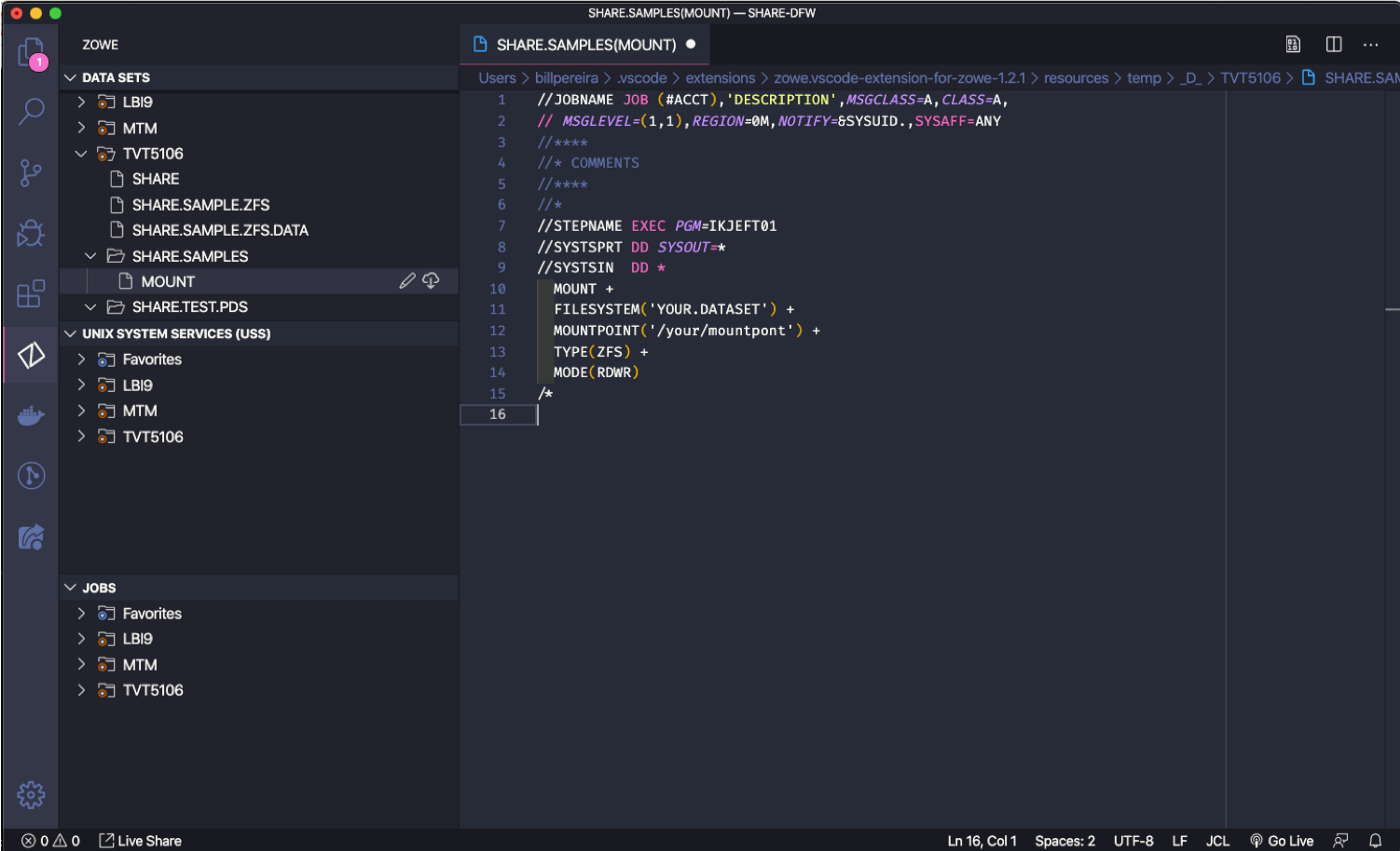 SHARE.SAMPLES(MOUNT) — SHARE-DFW
1
ZOWE
DATA SETS
LBI9
MTM
TVT5106
SHARE
SHARE.SAMPLE.ZFS
SHARE.SAMPLE.ZFS.DATA
SHARE.SAMPLES
MOUNT
SHARE.TEST.PDS
UNIX SYSTEM SERVICES (USS)
Favorites
LBI9
MTM
TVT5106
JOBS
Favorites
LBI9
MTM
TVT5106
SHARE.SAMPLES(MOUNT) ●
Users > billpereira > .vscode > extensions > zowe.vscode-extension-for-zowe-1.2.1 > resources > temp > _D_ > TVT5106 > SHARE.SAM
1 //JOBNAME JOB (#ACCT),'DESCRIPTION',MSGCLASS=A,CLASS=A,
2 // MSGLEVEL=(1,1),REGION=0M,NOTIFY=&SYSUID.,SYSAFF=ANY
3 //****
4 //* COMMENTS
5 //****
6 //*
7 //STEPNAME EXEC PGM=IKJEFT01
8 //SYSTSPRT DD SYSOUT=*
9 //SYSTSIN  DD *
10   MOUNT +
11   FILESYSTEM('YOUR.DATASET') +
12   MOUNTPOINT('/your/mountpont') +
13   TYPE(ZFS) +
14   MODE(RDWR)
15 /*
16
0 0 Live Share
Ln 16, Col 1 Spaces: 2 UTF-8 LF JCL Go Live